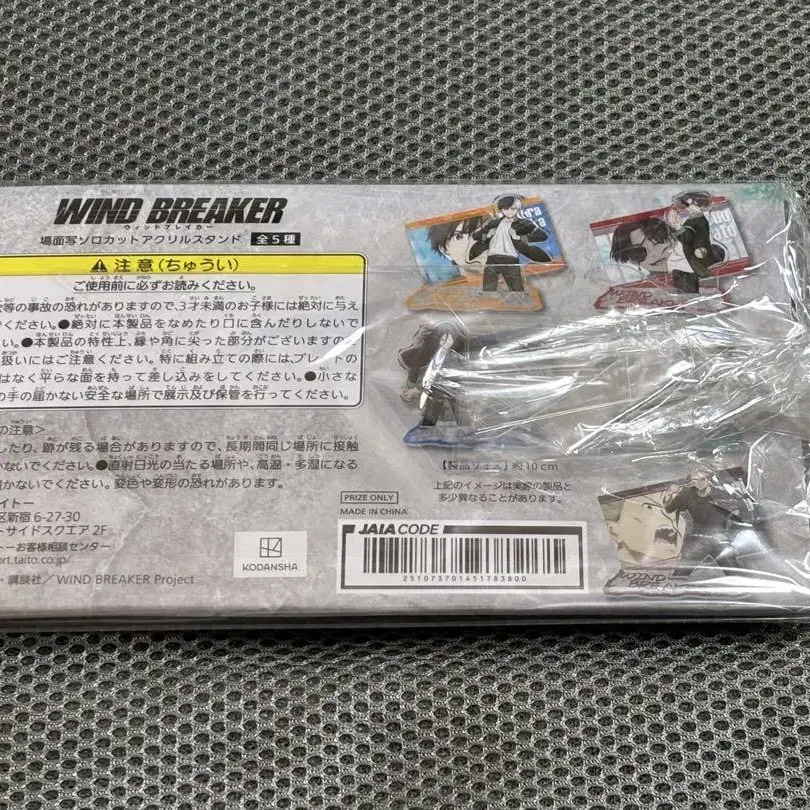 WIND BREAKER
ウィンドブレイカー
場面写ソロカットアクリルスタンド 全5種
⚠注意(ちゅうい)
ご使用前に必ずお読みください。
等の事故の恐れがありますので、3才未満のお子様には絶対に与え
でください。●絶対に本製品をなめたり口に含んだりしないで
●本製品の特性上、縁や角に尖った部分がございますの
扱いにはご注意ください。特に組み立ての際には、プレートの
はなく平らな面を持って差し込みをしてください。●小さな
の手の届かない安全な場所で展示及び保管を行ってください。
の注意>
したり、跡が残る場合がありますので、長期間同じ場所に接触
ないでください。●直射日光の当たる場所や、高温・多湿になる
かないでください。変色や変形の恐れがあります。
イトー
区新宿 6-27-30
トサイドスクエア 2F
ーお客様相談センター
ort.taito.co.jp/
・講談社/WIND BREAKER Project
KODANSHA
【製品サイズ】約10cm
上記のイメージは実際の製品と
多少異なることがあります。
PRIZE ONLY
MADE IN CHINA
JAIA CODE
251073701451783800